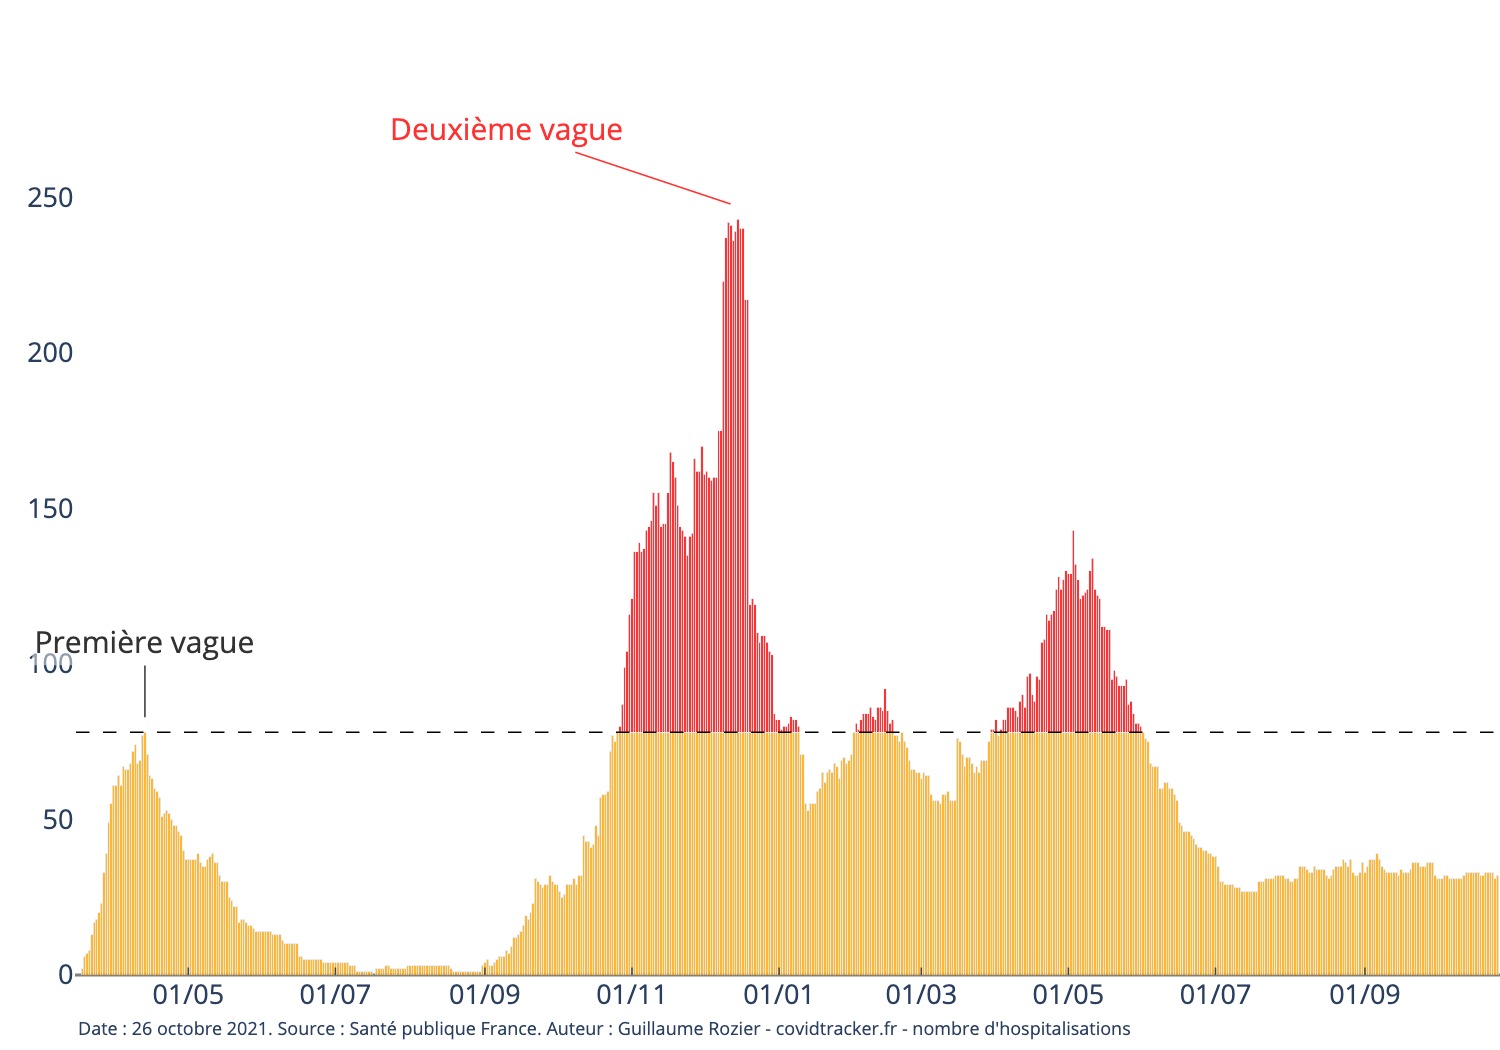 Deuxième vague
250
200
150
Première vague
100
50
0
01/05 01/07 01/09 01/11 01/01 01/03 01/05 01/07 01/09
Date : 26 octobre 2021. Source : Santé publique France. Auteur : Guillaume Rozier - covidtracker.fr - nombre d'hospitalisations